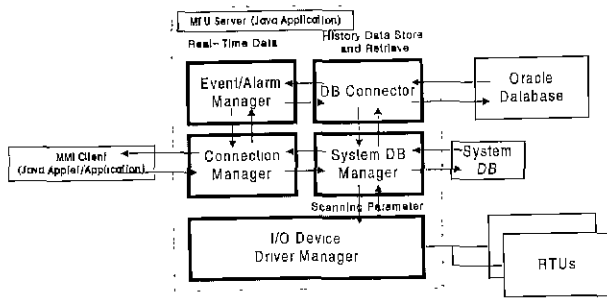 MTU Server (Java Application)
Real-Time Data
History Data Store
and Retrieve
Event/Alarm
Manager
DB Connector
Oracle
Database
MMI Client
(Java Applet/Application)
Connection
Manager
System DB
Manager
System
DB
Scanning Parameter
I/O Device
Driver Manager
RTUs